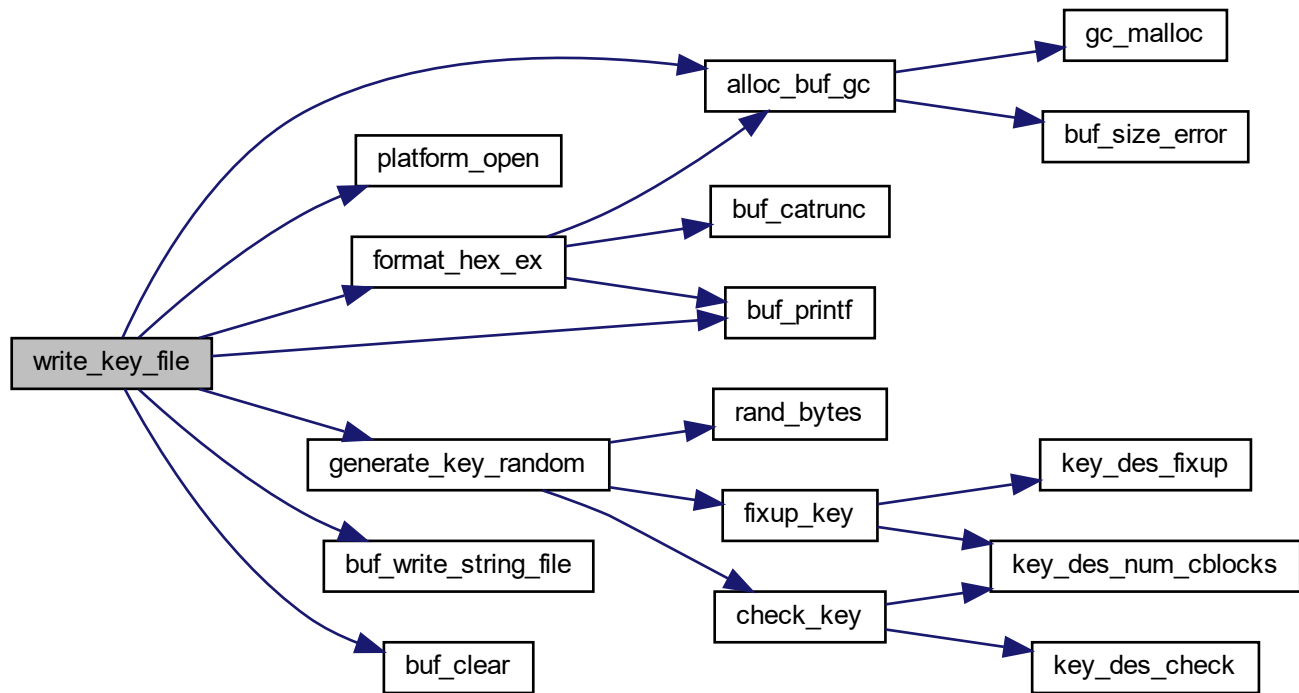 gc_malloc
alloc_buf_gc
buf_size_error
platform_open
buf_catrunc
format_hex_ex
buf_printf
write_key_file
rand_bytes
generate_key_random
key_des_fixup
fixup_key
buf_write_string_file
key_des_num_cblocks
check_key
buf_clear
key_des_check